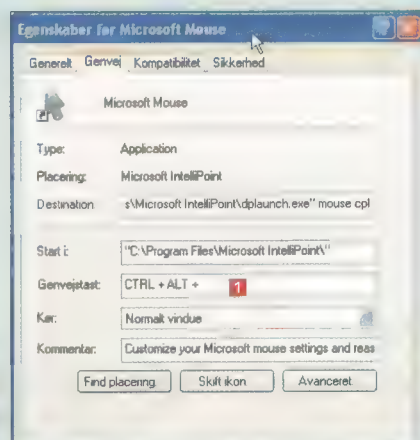 Egenskaber for Microsoft Mouse
Generelt Genvej Kompatibilitet Sikkerhed
Microsoft Mouse
Type: Application
Placering: Microsoft IntelliPoint
Destination: s\Microsoft IntelliPoint\dplaunch.exe" mouse cpl
Start i: "C:\Program Files\Microsoft IntelliPoint\"
Genvejstast: CTRL + ALT + 1
Kør: Normalt vindue
Kommentar: Customize your Microsoft mouse settings and reas
Find placering. Skift ikon Avanceret.